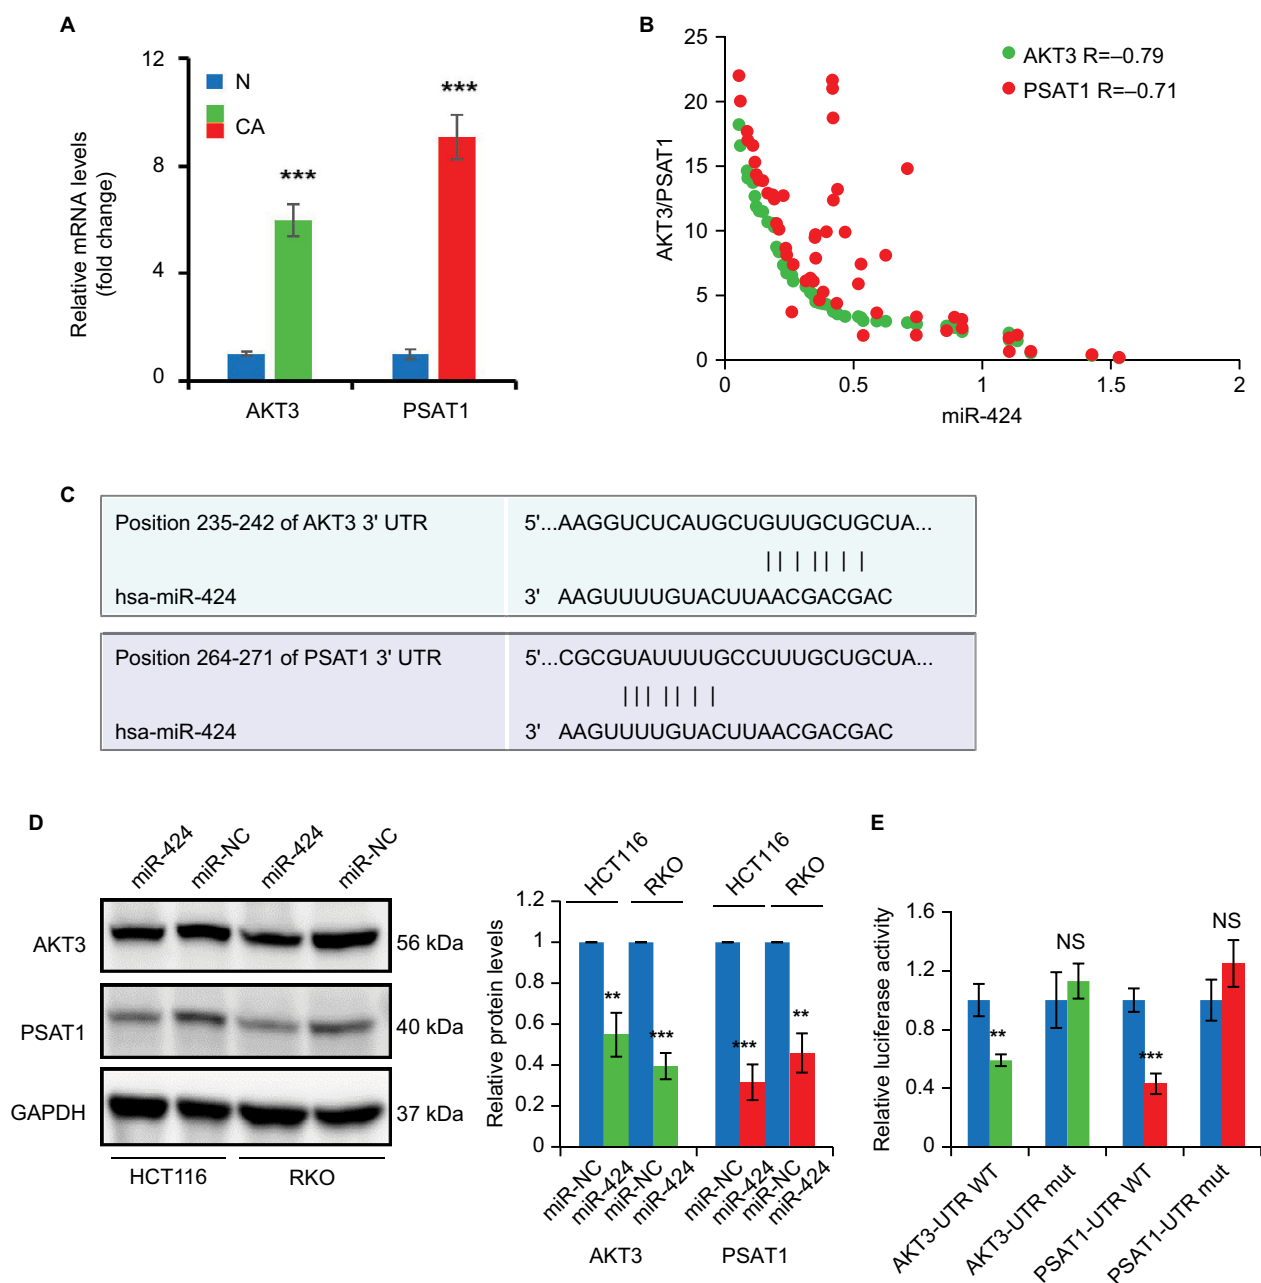 A
Relative mRNA levels
(fold change)
12
8
4
0
N
CA
***
***
AKT3
PSAT1
B
AKT3/PSAT1
25
20
15
10
5
0
AKT3 R=–0.79
PSAT1 R=–0.71
0
0.5
1
1.5
2
miR-424
C
Position 235-242 of AKT3 3' UTR
5'...AAGGUCUCAUGCUGUUGCUGCUA...
hsa-miR-424
3' AAGUUUUGUACUUAACGACGAC
Position 264-271 of PSAT1 3' UTR
5'...CGCGUAUUUUGCCUUUGCUGCUA...
hsa-miR-424
3' AAGUUUUGUACUUAACGACGAC
D
miR-424
miR-NC
miR-424
miR-NC
AKT3
56 kDa
PSAT1
40 kDa
GAPDH
37 kDa
HCT116
RKO
Relative protein levels
1.2
1
0.8
0.6
0.4
0.2
0
HCT116
RKO
HCT116
RKO
**
***
***
**
miR-NC
miR-424
miR-NC
miR-424
miR-NC
miR-424
miR-NC
miR-424
AKT3
PSAT1
E
Relative luciferase activity
1.6
1.2
0.8
0.4
0
**
NS
***
NS
AKT3-UTR WT
AKT3-UTR mut
PSAT1-UTR WT
PSAT1-UTR mut